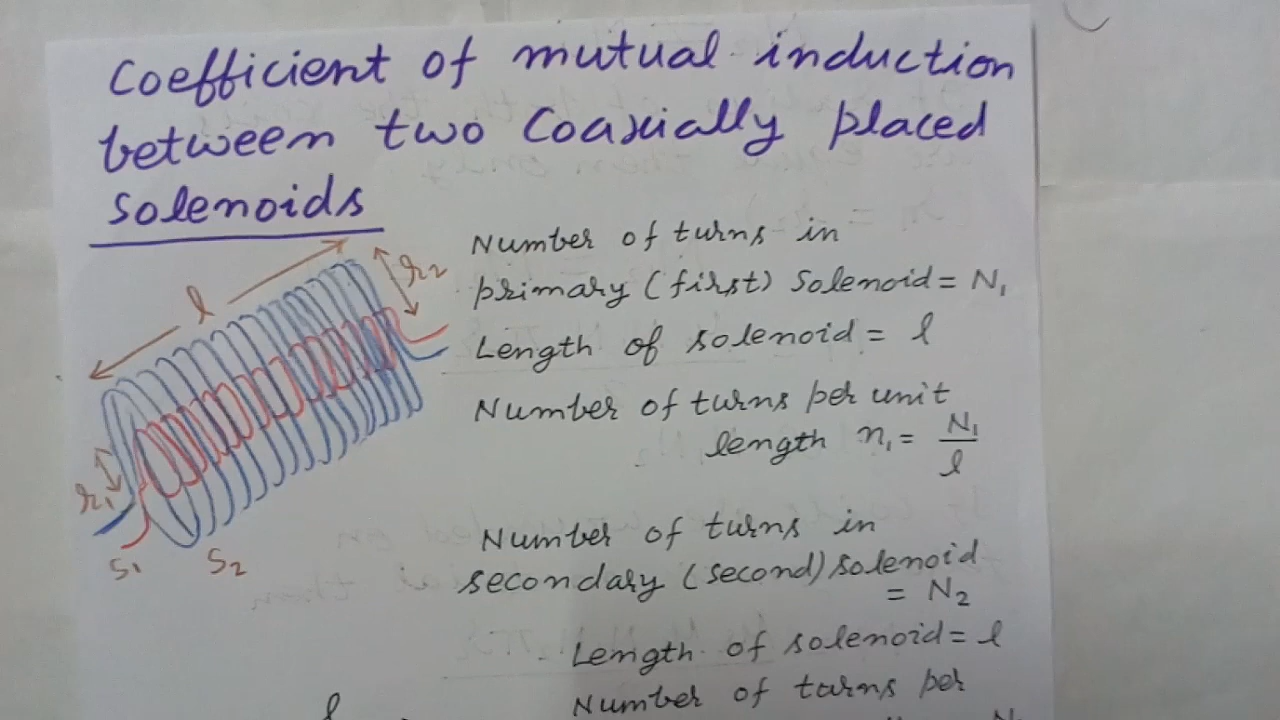 Coefficient of mutual induction
between two Coaxially placed
solenoids
l
r2
r1
S1
S2
Number of turns in
primary (first) solenoid = N1
Length of solenoid = l
Number of turns per unit
length n1 = N1/l
Number of turns in
secondary (second) solenoid
= N2
Length of solenoid = l
Number of turns per
l